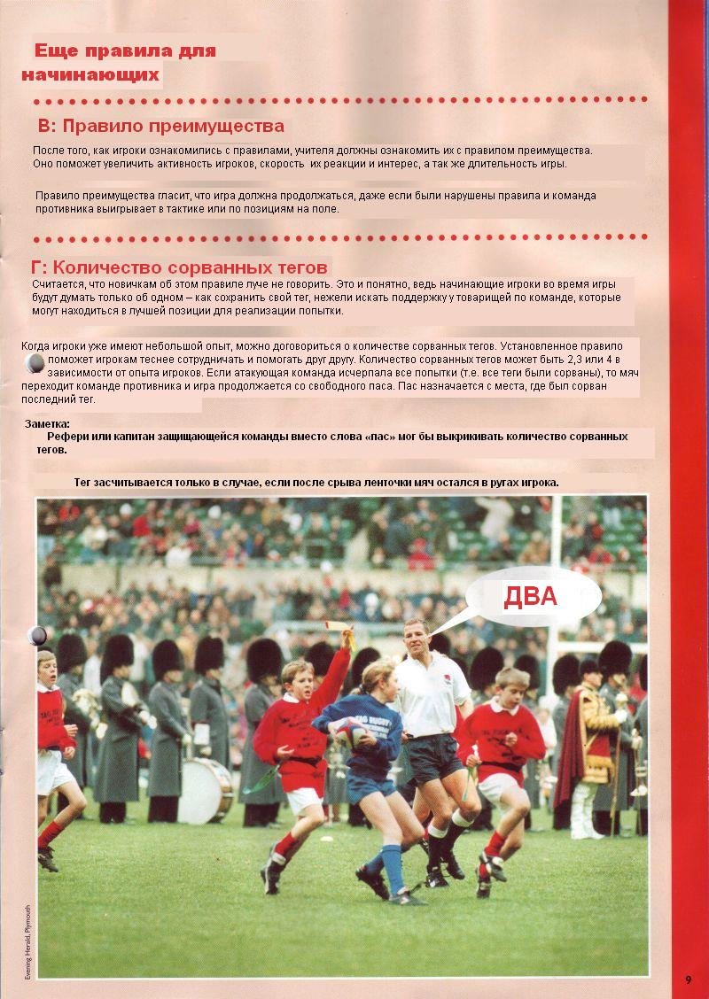 Еще правила для
начинающих
В: Правило преимущества
После того, как игроки ознакомились с правилами, учителя должны ознакомить их с правилом преимущества.
Оно поможет увеличить активность игроков, скорость их реакции и интерес, а так же длительность игры.
Правило преимущества гласит, что игра должна продолжаться, даже если были нарушены правила и команда
противника выигрывает в тактике или по позициям на поле.
Г: Количество сорванных тегов
Считается, что новичкам об этом правиле луче не говорить. Это и понятно, ведь начинающие игроки во время игры
будут думать только об одном – как сохранить свой тег, нежели искать поддержку у товарищей по команде, которые
могут находиться в лучшей позиции для реализации попытки.
Когда игроки уже имеют небольшой опыт, можно договориться о количестве сорванных тегов. Установленное правило
поможет игрокам теснее сотрудничать и помогать друг другу. Количество сорванных тегов может быть 2,3 или 4 в
зависимости от опыта игроков. Если атакующая команда исчерпала все попытки (т.е. все теги были сорваны), то мяч
переходит команде противника и игра продолжается со свободного паса. Пас назначается с места, где был сорван
последний тег.
Заметка:
Рефери или капитан защищающейся команды вместо слова «пас» мог бы выкрикивать количество сорванных
тегов.
Тег засчитывается только в случае, если после срыва ленточки мяч остался в ругах игрока.
ДВА
TAG RUGBY
Evening Herald, Plymouth
9